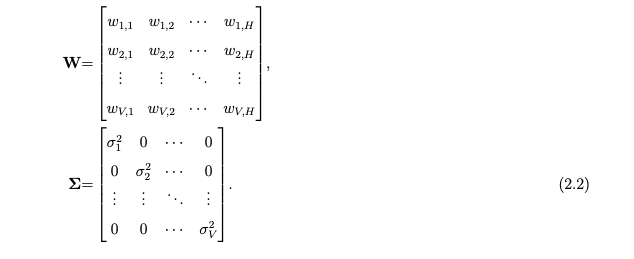 W= [w_{1,1} w_{1,2} ⋯ w_{1,H}
w_{2,1} w_{2,2} ⋯ w_{2,H}
⋮ ⋮ ⋱ ⋮
w_{V,1} w_{V,2} ⋯ w_{V,H}],
Σ= [σ_1^2 0 ⋯ 0
0 σ_2^2 ⋯ 0
⋮ ⋮ ⋱ ⋮
0 0 ⋯ σ_V^2]. (2.2)